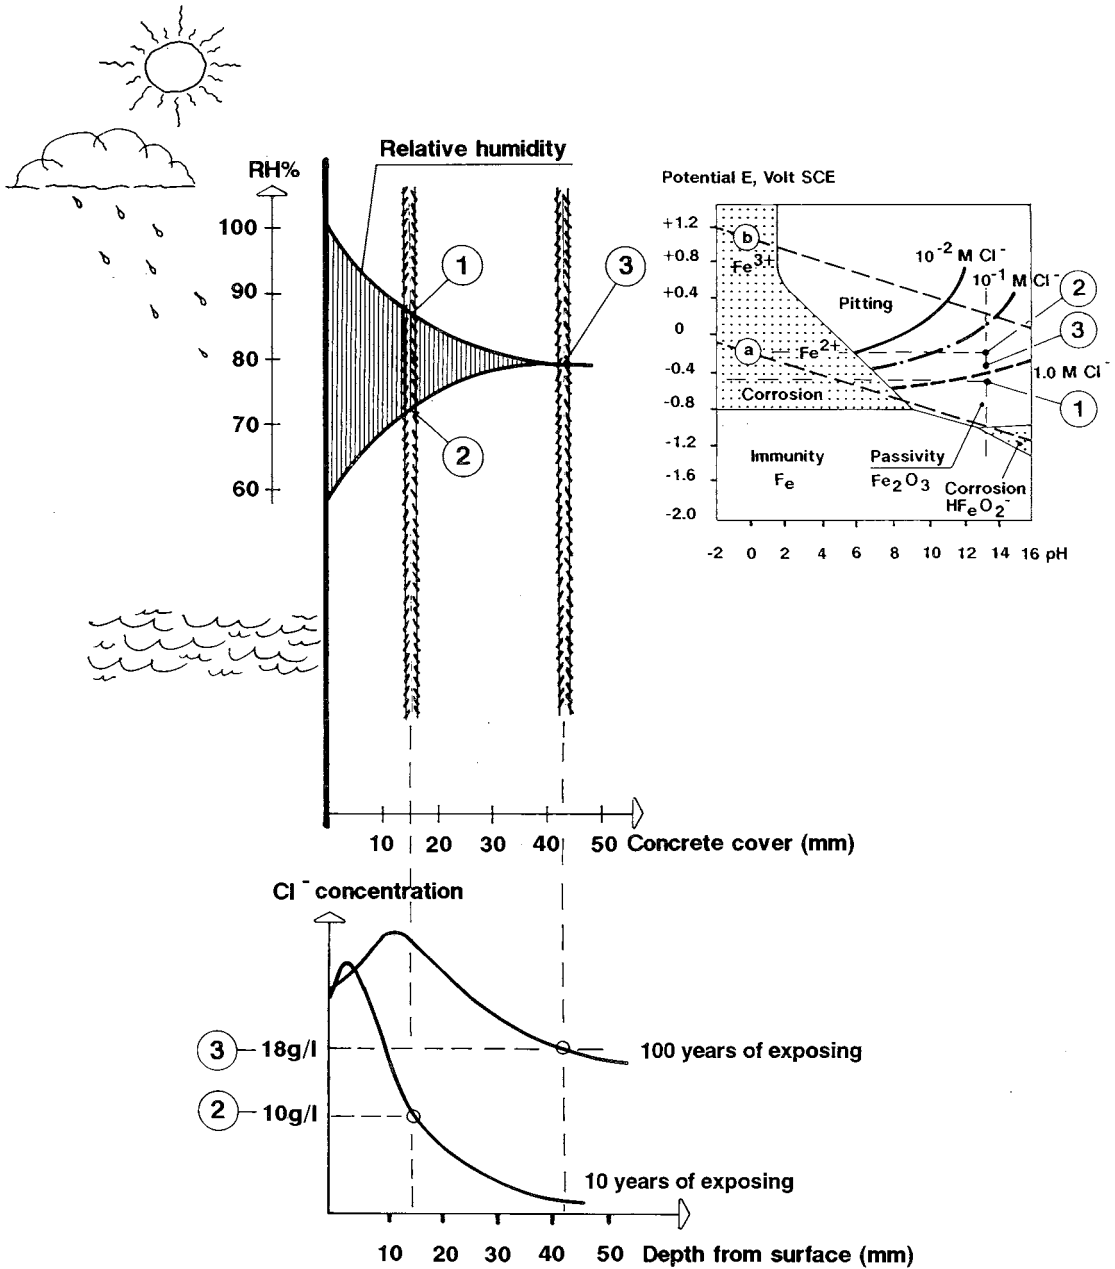 Relative humidity
RH%
100
90
80
70
60
1
2
3
10 20 30 40 50 Concrete cover (mm)
Potential E, Volt SCE
+1.2
+0.8
+0.4
0
-0.4
-0.8
-1.2
-1.6
-2.0
b
Fe3+
10-2 M Cl-
10-1 M Cl-
Pitting
2
3
a
Fe2+
1.0 M Cl-
1
Corrosion
Immunity
Fe
Passivity
Fe2O3
Corrosion
HFeO2-
-2 0 2 4 6 8 10 12 14 16 pH
Cl- concentration
3 18g/l
100 years of exposing
2 10g/l
10 years of exposing
10 20 30 40 50 Depth from surface (mm)